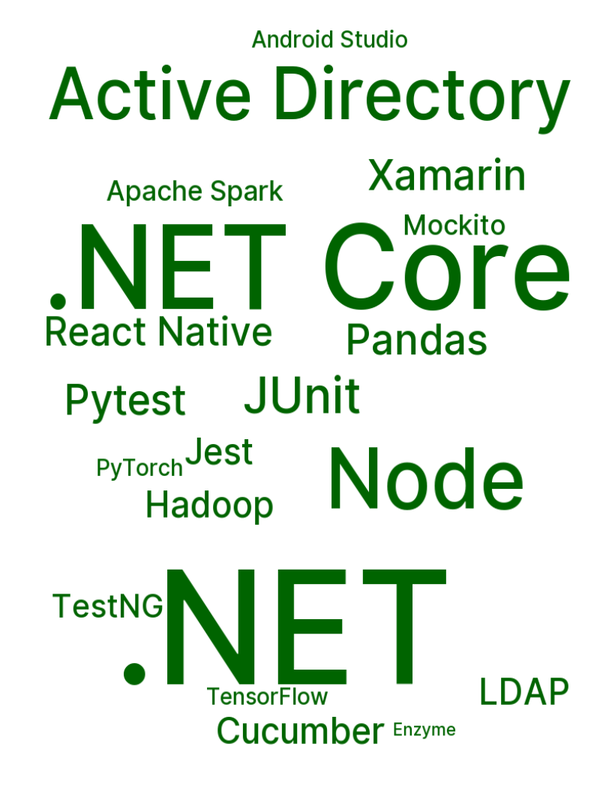 Android Studio
Active Directory
Xamarin
Apache Spark
Mockito
.NET Core
React Native
Pandas
JUnit
Pytest
Jest
PyTorch
Node
Hadoop
TestNG
.NET
LDAP
TensorFlow
Cucumber
Enzyme